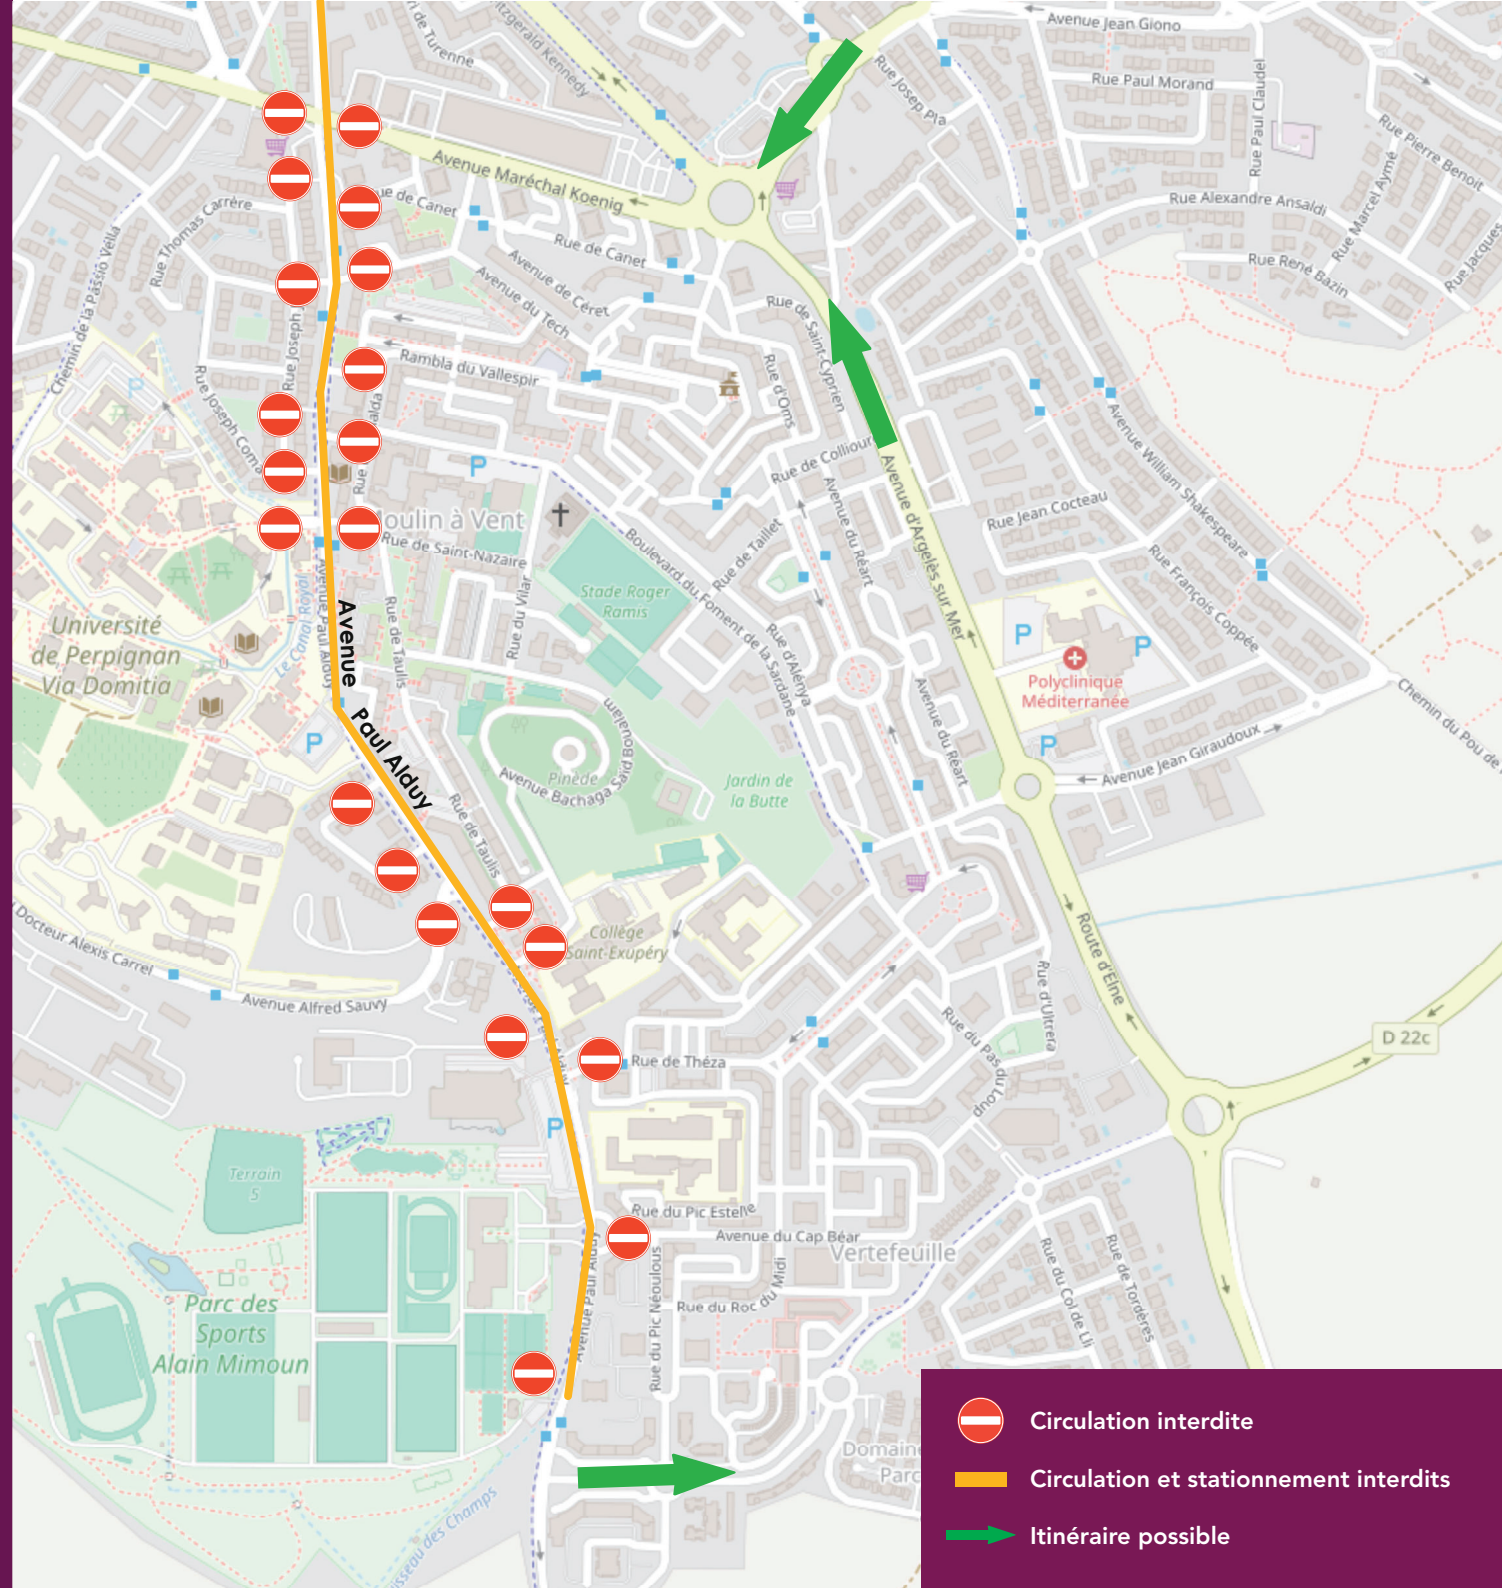 Avenue Jean Giono
Rue Paul Morand
Rue Paul Claudel
Rue Josep Pla
Rue Pierre Benoit
Rue Marcel Aymé
Rue Alexandre Ansaldi
Rue René Bazin
Rue Jacques
de Turenne
Fitzgerald Kennedy
Avenue Maréchal Koenig
Rue de Canet
Rue de Canet
Rue Thomas Carrère
Chemin de la Passió Vella
Avenue de Céret
Avenue du Tech
Rue de Saint-Cyprien
Rambla du Vallespir
Rue d'Oms
Rue Joseph
Rue Joseph Coma
P
P
Rue
alda
Rue de Colliour
Avenue d'Argelès sur Mer
Avenue William Shakespeare
Rue Jean Cocteau
Moulin à Vent
Rue de Saint-Nazaire
Boulevard du Foment de la Sardane
Rue de Taillet
Avenue du Réart
Rue François Coppée
Stade Roger
Ramis
Rue du Vilar
Rue de Taulis
Avenue Paul Alduy
Le Canal Royal
Avenue
Paul Alduy
Université
de Perpignan
Via Domitia
P
P
Polyclinique
Méditerranée
Rue d'Alénya
Avenue du Réart
Chemin du Pou de
P
P
Avenue Jean Giraudoux
Pinède
Avenue Bachaga Saïd Boualam
Jardin de
la Butte
Rue de Taulis
Collège
Saint-Exupéry
Docteur Alexis Carrel
Avenue Alfred Sauvy
Route d'Elne
Rue d'Ultrera
D 22c
Rue du Pas du Loup
Rue de Théza
P
Terrain
5
Rue du Pic Estelle
Avenue du Cap Béar
Vertefeuille
Avenue Paul Alduy
Rue du Pic Néoulous
Rue du Roc du Midi
Rue du Col de Lli
Rue de Tordères
Parc des
Sports
Alain Mimoun
Domain
Parc
sseau des Champs
Circulation interdite
Circulation et stationnement interdits
Itinéraire possible